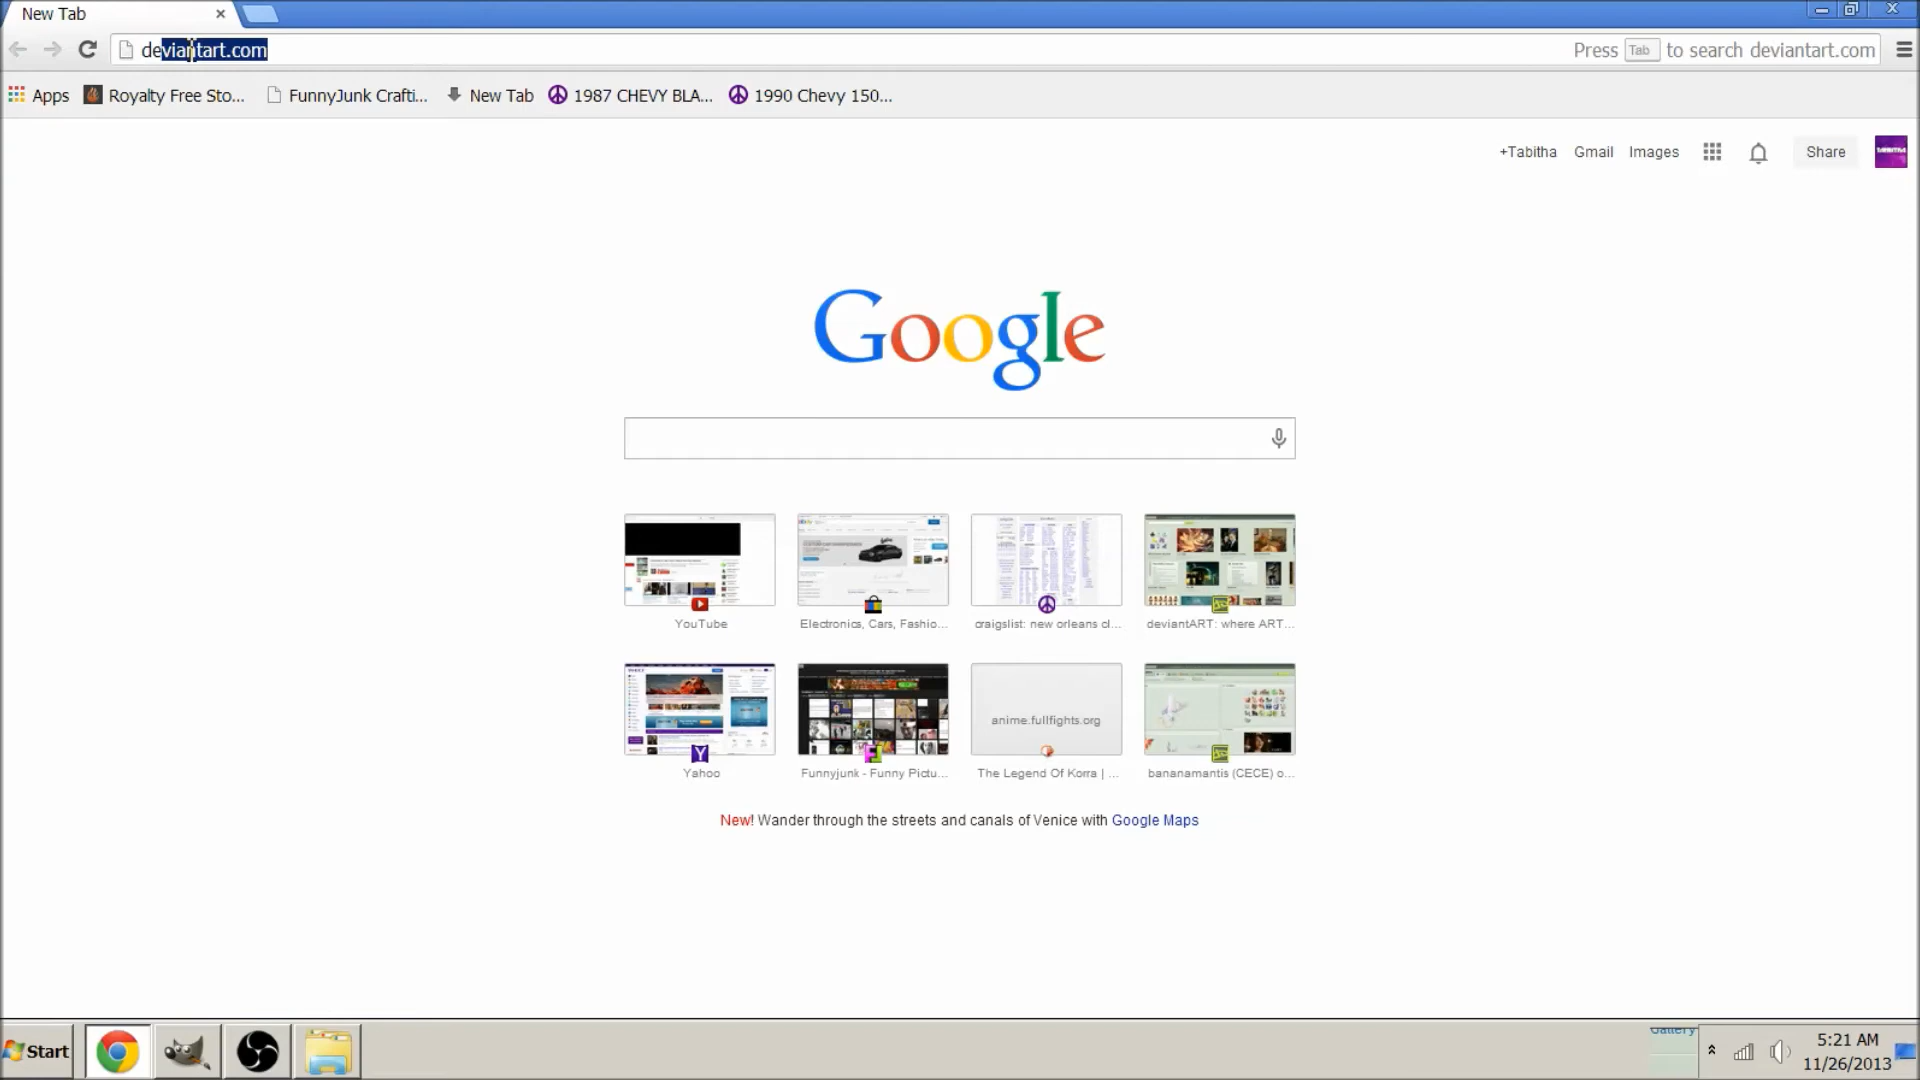 New Tab
deviantart.com
Press Tab to search deviantart.com
Apps
Royalty Free Sto...
FunnyJunk Crafti...
New Tab
1987 CHEVY BLA...
1990 Chevy 150...
+Tabitha
Gmail
Images
Share
TABITHA
Google
YouTube
Electronics, Cars, Fashio...
craigslist: new orleans cl...
deviantART: where ART...
anime.fullfights.org
Yahoo
Funnyjunk - Funny Pictu...
The Legend Of Korra | ...
bananamantis (CECE) o...
New! Wander through the streets and canals of Venice with Google Maps
Start
Gallery
5:21 AM
11/26/2013